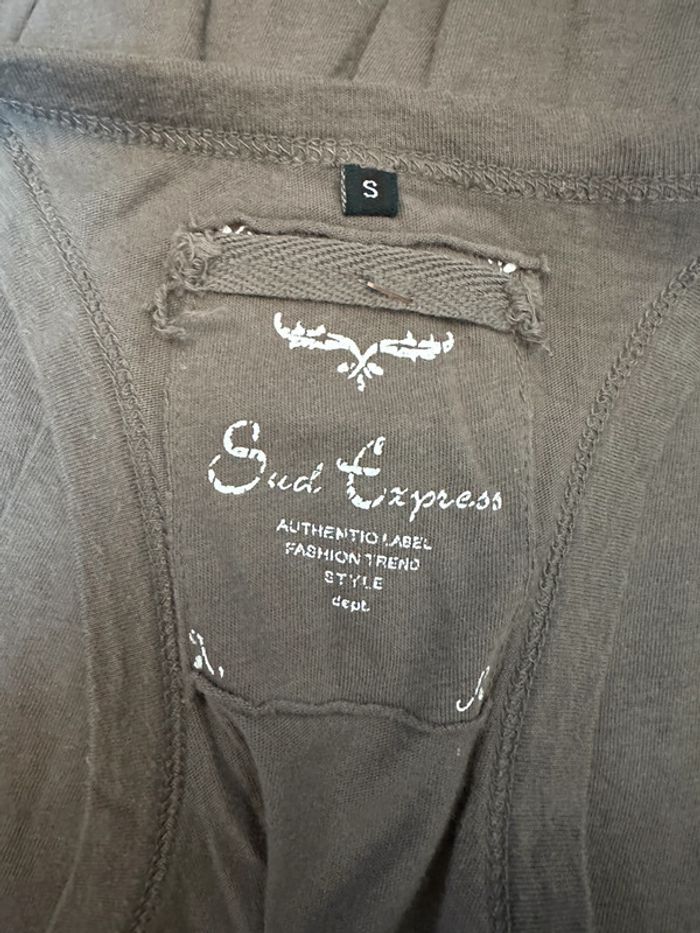 S
Sud Express
AUTHENTIC LABEL
FASHION TREND
STYLE
dept.